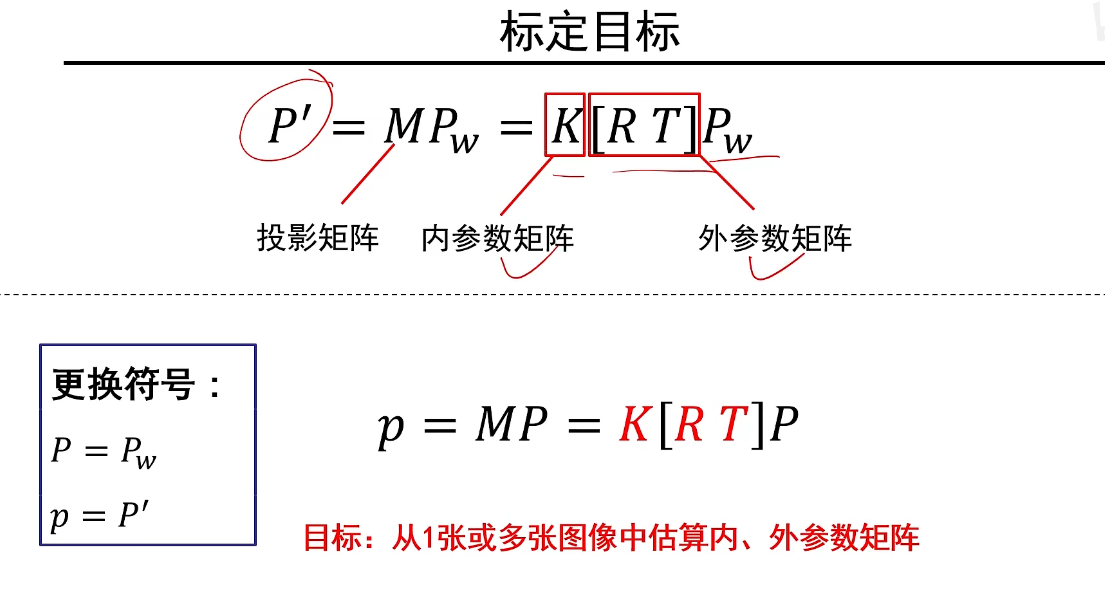 标定目标
P′ = MP_w = K[R T]P_w
投影矩阵 内参数矩阵 外参数矩阵
更换符号：
P = P_w
p = P′
p = MP = K[R T]P
目标：从1张或多张图像中估算内、外参数矩阵